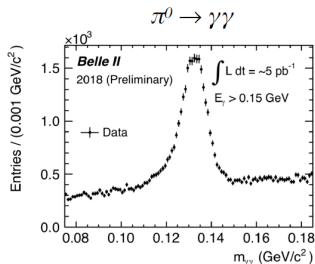 π⁰ → γγ
×10³
Belle II
2018 (Preliminary)
∫ L dt = ~5 pb⁻¹
E_γ > 0.15 GeV
Data
Entries / (0.001 GeV/c²)
1.5
1.0
0.5
0.0
0.08 0.10 0.12 0.14 0.16 0.18
m_γγ (GeV/c²)